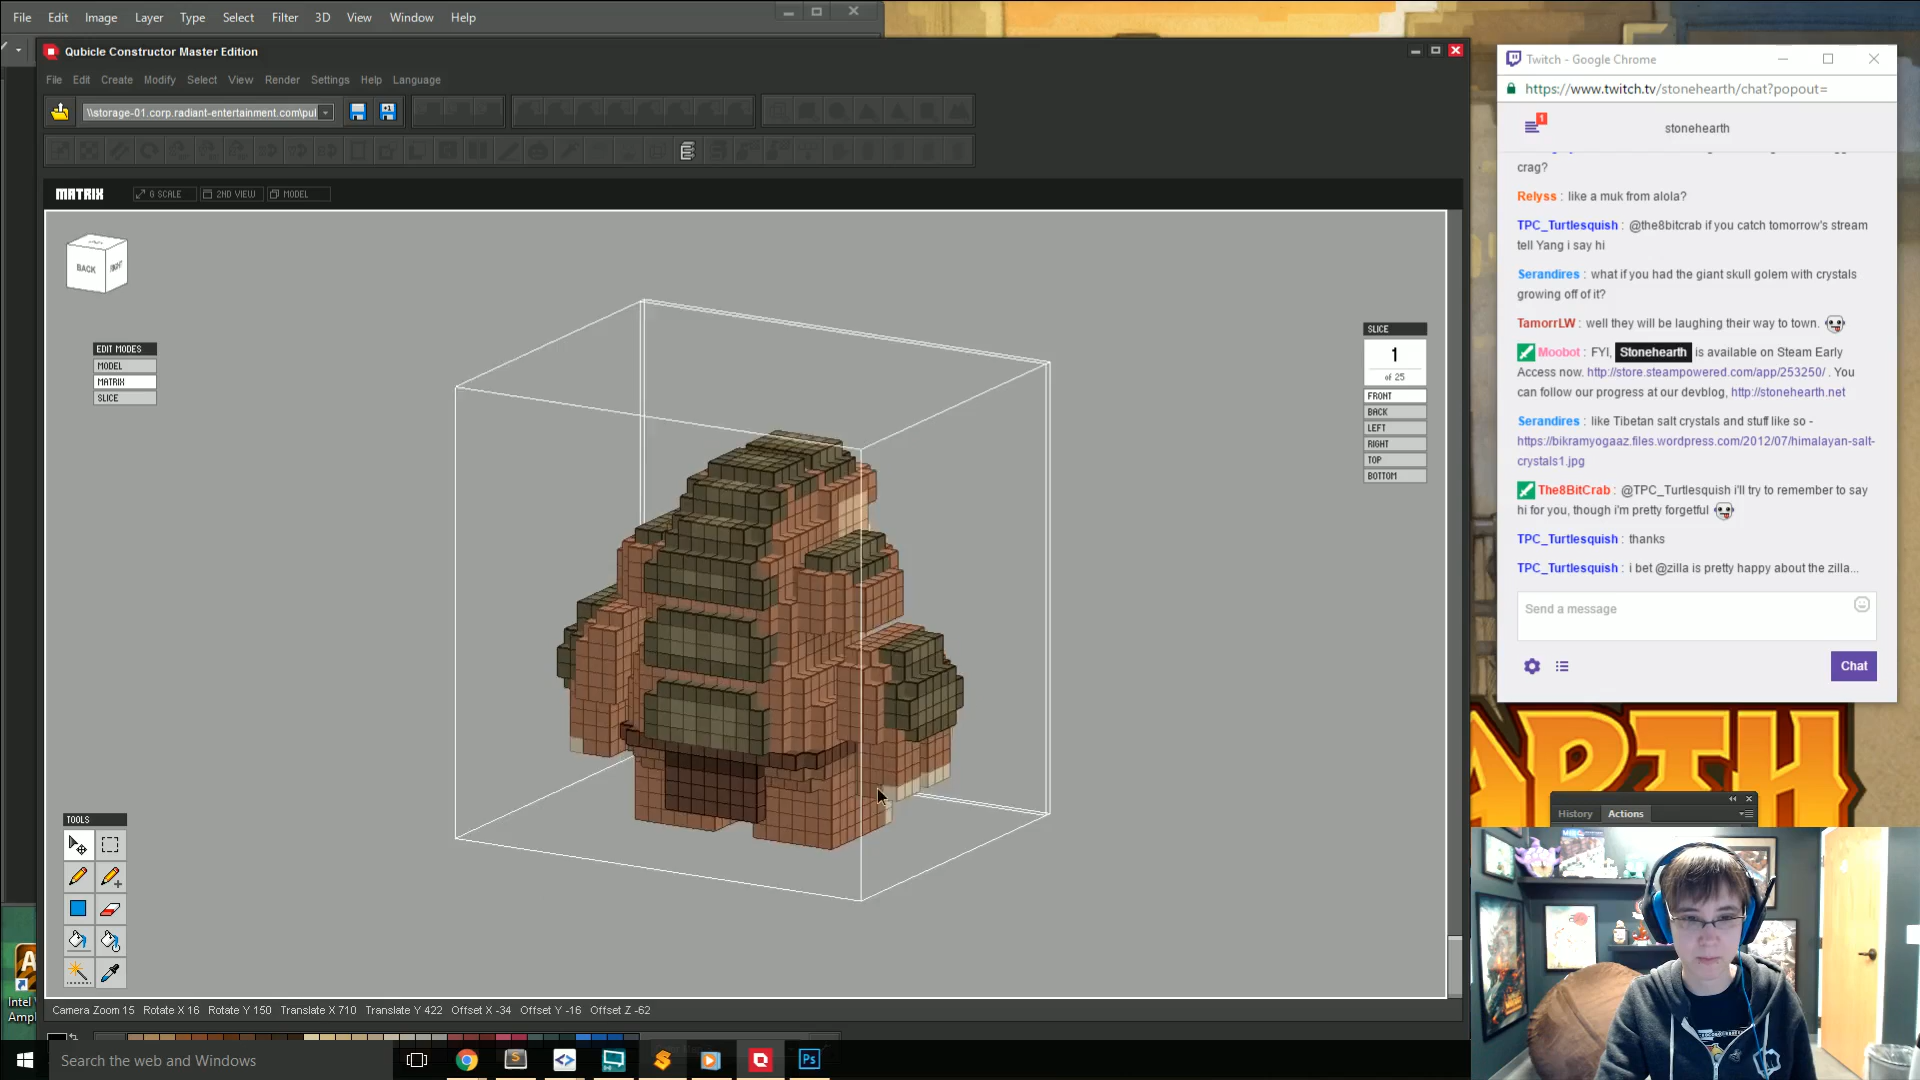 File Edit Image Layer Type Select Filter 3D View Window Help
Qubicle Constructor Master Edition
File Edit Create Modify Select View Render Settings Help Language
\\storage-01.corp.radiant-entertainment.com\pul
MATRIX G SCALE 2ND VIEW MODEL
BACK RIGHT
EDIT MODES
MODEL
MATRIX
SLICE
SLICE
1
of 25
FRONT
BACK
LEFT
RIGHT
TOP
BOTTOM
TOOLS
Camera Zoom 15 Rotate X 16 Rotate Y 150 Translate X 710 Translate Y 422 Offset X -34 Offset Y -16 Offset Z -62
Intel
Ampl
Search the web and Windows
Ps
Twitch - Google Chrome
https://www.twitch.tv/stonehearth/chat?popout=
1
stonehearth
crag?
Relyss : like a muk from alola?
TPC_Turtlesquish : @the8bitcrab if you catch tomorrow's stream
tell Yang i say hi
Serandires : what if you had the giant skull golem with crystals
growing off of it?
TamorrLW : well they will be laughing their way to town.
Moobot : FYI, Stonehearth is available on Steam Early
Access now. http://store.steampowered.com/app/253250/ . You
can follow our progress at our devblog, http://stonehearth.net
Serandires : like Tibetan salt crystals and stuff like so -
https://bikramyogaaz.files.wordpress.com/2012/07/himalayan-salt-
crystals1.jpg
The8BitCrab : @TPC_Turtlesquish i'll try to remember to say
hi for you, though i'm pretty forgetful
TPC_Turtlesquish : thanks
TPC_Turtlesquish : i bet @zilla is pretty happy about the zilla...
Send a message
Chat
ARTH
History Actions